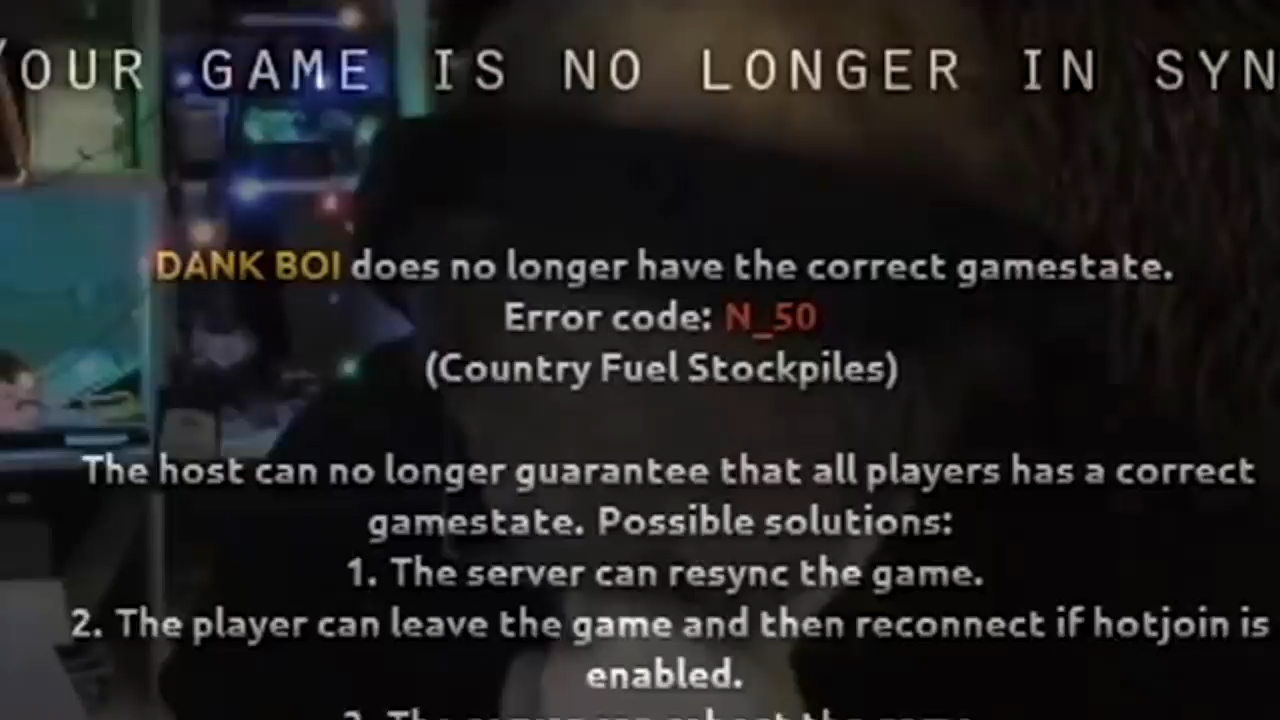 OUR GAME IS NO LONGER IN SYN
DANK BOI does no longer have the correct gamestate.
Error code: N_50
(Country Fuel Stockpiles)
The host can no longer guarantee that all players has a correct
gamestate. Possible solutions:
1. The server can resync the game.
2. The player can leave the game and then reconnect if hotjoin is
enabled.